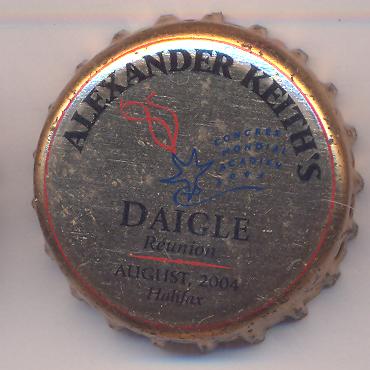 ALEXANDER KEITH'S
CONGRÈS
MONDIAL
ACADIEN
2004
DAIGLE
Réunion
AUGUST, 2004
Halifax